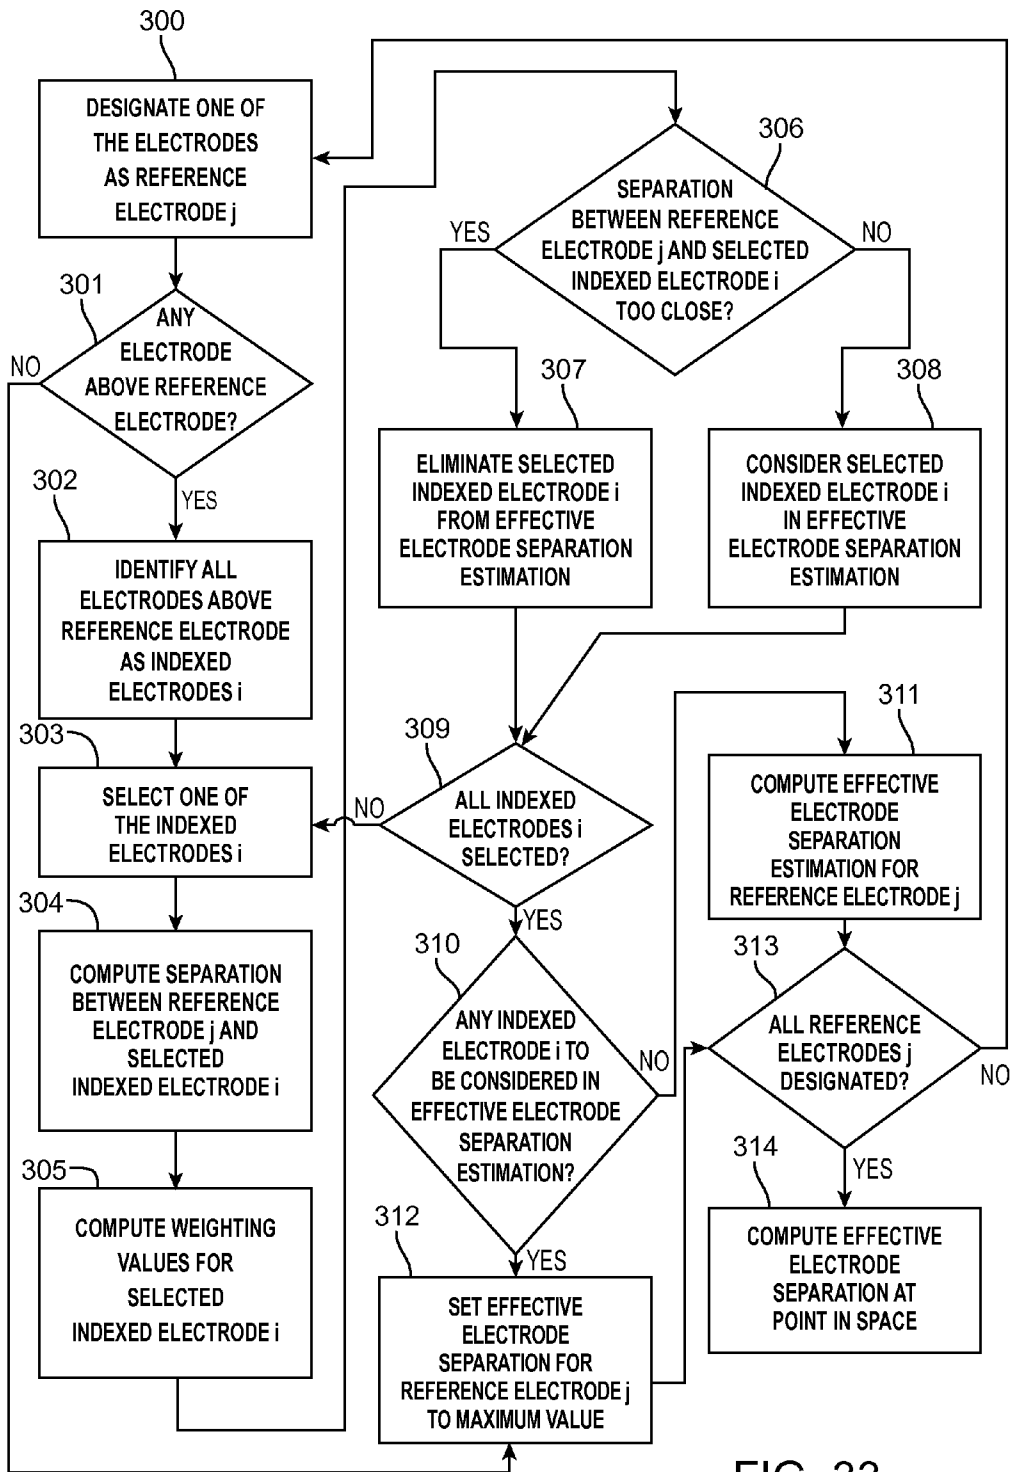 300
DESIGNATE ONE OF
THE ELECTRODES
AS REFERENCE
ELECTRODE j
301
ANY
ELECTRODE
ABOVE REFERENCE
ELECTRODE?
NO
YES
302
IDENTIFY ALL
ELECTRODES ABOVE
REFERENCE ELECTRODE
AS INDEXED
ELECTRODES i
303
SELECT ONE OF
THE INDEXED
ELECTRODES i
304
COMPUTE SEPARATION
BETWEEN REFERENCE
ELECTRODE j AND
SELECTED
INDEXED ELECTRODE i
305
COMPUTE WEIGHTING
VALUES FOR
SELECTED
INDEXED ELECTRODE i
306
SEPARATION
BETWEEN REFERENCE
ELECTRODE j AND SELECTED
INDEXED ELECTRODE i
TOO CLOSE?
YES
NO
307
ELIMINATE SELECTED
INDEXED ELECTRODE i
FROM EFFECTIVE
ELECTRODE SEPARATION
ESTIMATION
308
CONSIDER SELECTED
INDEXED ELECTRODE i
IN EFFECTIVE
ELECTRODE SEPARATION
ESTIMATION
309
ALL INDEXED
ELECTRODES i
SELECTED?
NO
YES
310
ANY INDEXED
ELECTRODE i TO
BE CONSIDERED IN
EFFECTIVE ELECTRODE
SEPARATION
ESTIMATION?
NO
YES
311
COMPUTE EFFECTIVE
ELECTRODE
SEPARATION
ESTIMATION FOR
REFERENCE ELECTRODE j
312
SET EFFECTIVE
ELECTRODE
SEPARATION FOR
REFERENCE ELECTRODE j
TO MAXIMUM VALUE
313
ALL REFERENCE
ELECTRODES j
DESIGNATED?
NO
YES
314
COMPUTE EFFECTIVE
ELECTRODE
SEPARATION AT
POINT IN SPACE
FIG. 33